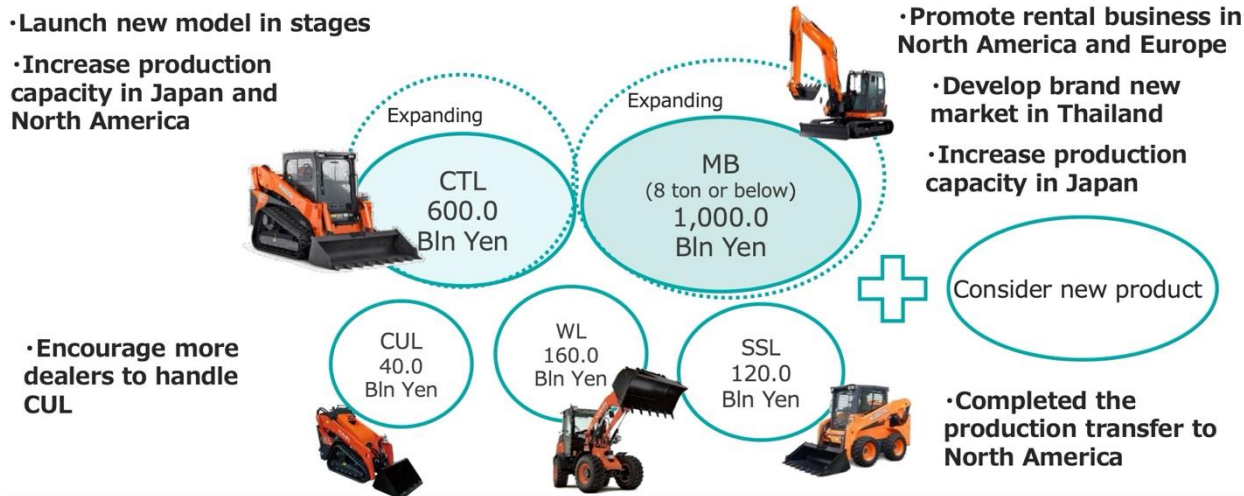 ·Launch new model in stages
·Increase production
capacity in Japan and
North America
·Promote rental business in
North America and Europe
·Develop brand new
market in Thailand
·Increase production
capacity in Japan
Expanding
CTL
600.0
Bln Yen
Expanding
MB
(8 ton or below)
1,000.0
Bln Yen
Consider new product
·Encourage more
dealers to handle
CUL
CUL
40.0
Bln Yen
WL
160.0
Bln Yen
SSL
120.0
Bln Yen
·Completed the
production transfer to
North America